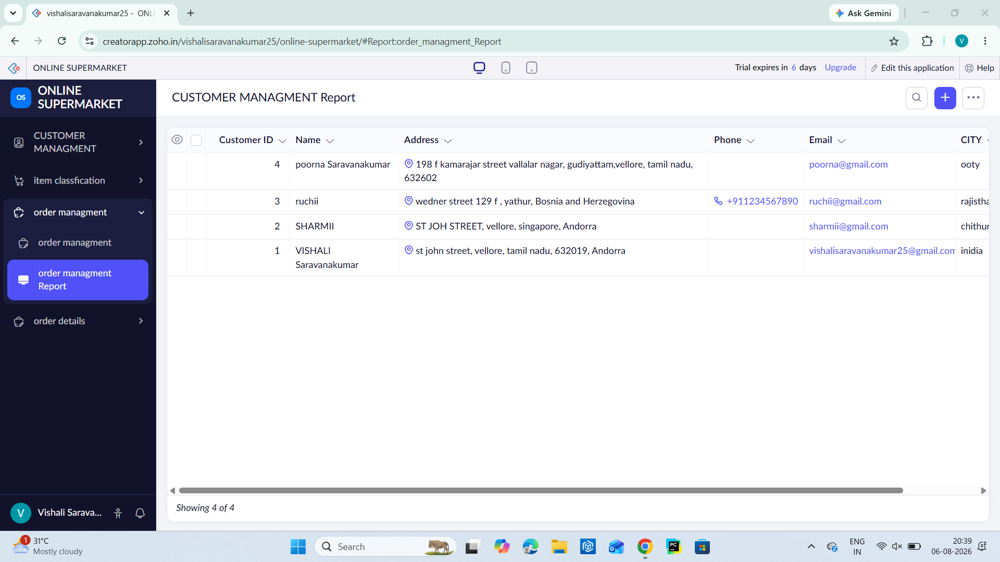 vishalisaravanakumar25 - ONLI
Ask Gemini
creatorapp.zoho.in/vishalisaravanakumar25/online-supermarket/#Report:order_managment_Report
V
ONLINE SUPERMARKET
Trial expires in 6 days Upgrade
Edit this application
Help
OS
ONLINE
SUPERMARKET
CUSTOMER
MANAGMENT
item classfication
order managment
order managment
order managment
Report
order details
Vishali Sarava...
V
CUSTOMER MANAGMENT Report
Customer ID Name Address Phone Email CITY
4 poorna Saravanakumar 198 f kamarajar street vallalar nagar, gudiyattam,vellore, tamil nadu, poorna@gmail.com ooty
632602
3 ruchii wedner street 129 f , yathur, Bosnia and Herzegovina +911234567890 ruchii@gmail.com rajistha
2 SHARMII ST JOH STREET, vellore, singapore, Andorra sharmii@gmail.com chithur
1 VISHALI st john street, vellore, tamil nadu, 632019, Andorra vishalisaravanakumar25@gmail.com inidia
Saravanakumar
Showing 4 of 4
1
31°C
Mostly cloudy
Search
PC
ENG
IN
20:39
06-08-2026